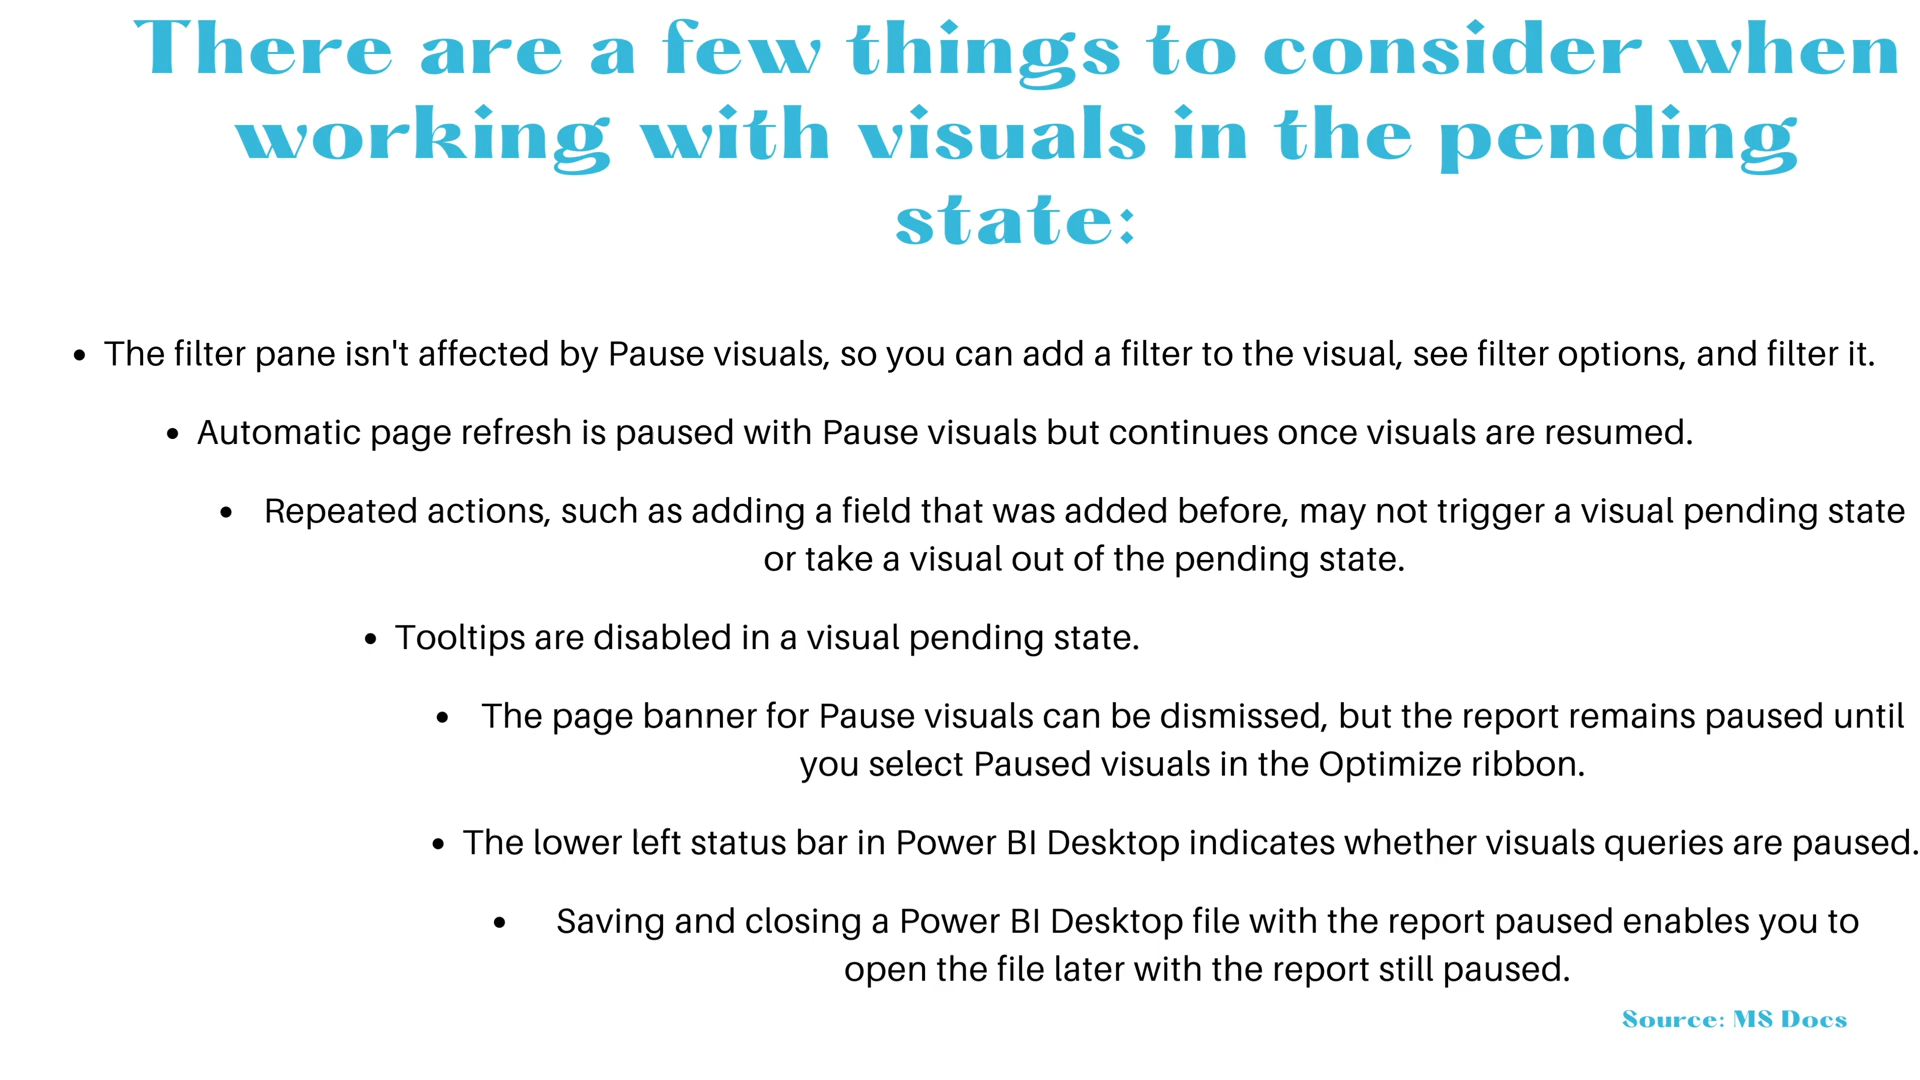 There are a few things to consider when
working with visuals in the pending
state:
• The filter pane isn't affected by Pause visuals, so you can add a filter to the visual, see filter options, and filter it.
• Automatic page refresh is paused with Pause visuals but continues once visuals are resumed.
• Repeated actions, such as adding a field that was added before, may not trigger a visual pending state
or take a visual out of the pending state.
• Tooltips are disabled in a visual pending state.
• The page banner for Pause visuals can be dismissed, but the report remains paused until
you select Paused visuals in the Optimize ribbon.
• The lower left status bar in Power BI Desktop indicates whether visuals queries are paused.
• Saving and closing a Power BI Desktop file with the report paused enables you to
open the file later with the report still paused.
Source: MS Docs